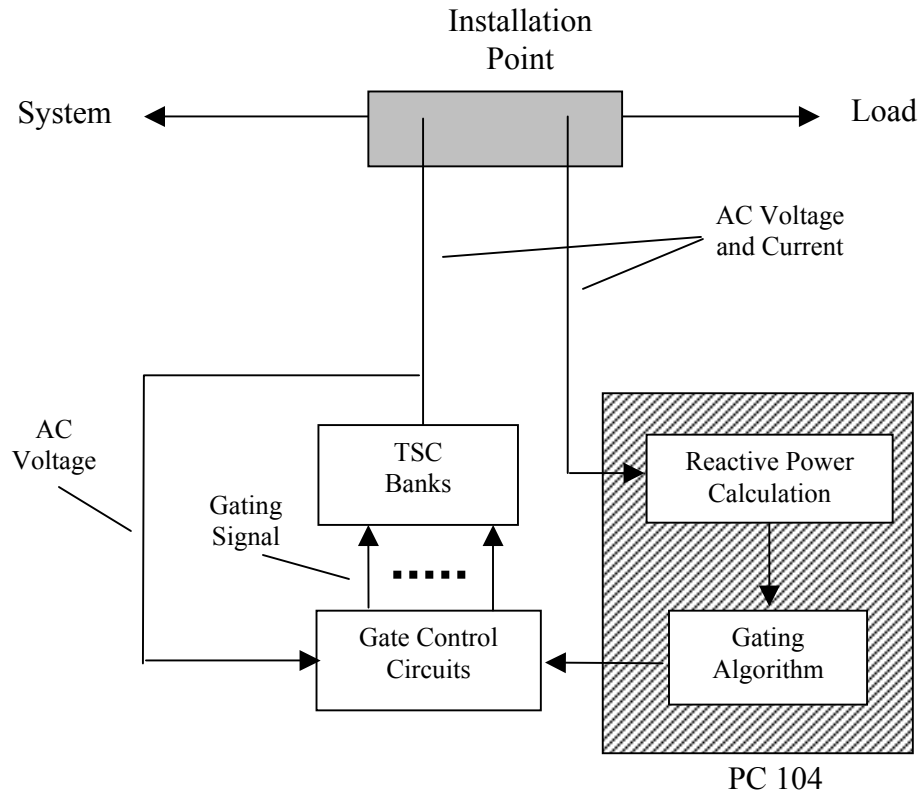 Installation
Point
System
Load
AC Voltage
and Current
AC
Voltage
TSC
Banks
Reactive Power
Calculation
Gating
Signal
Gate Control
Circuits
Gating
Algorithm
PC 104